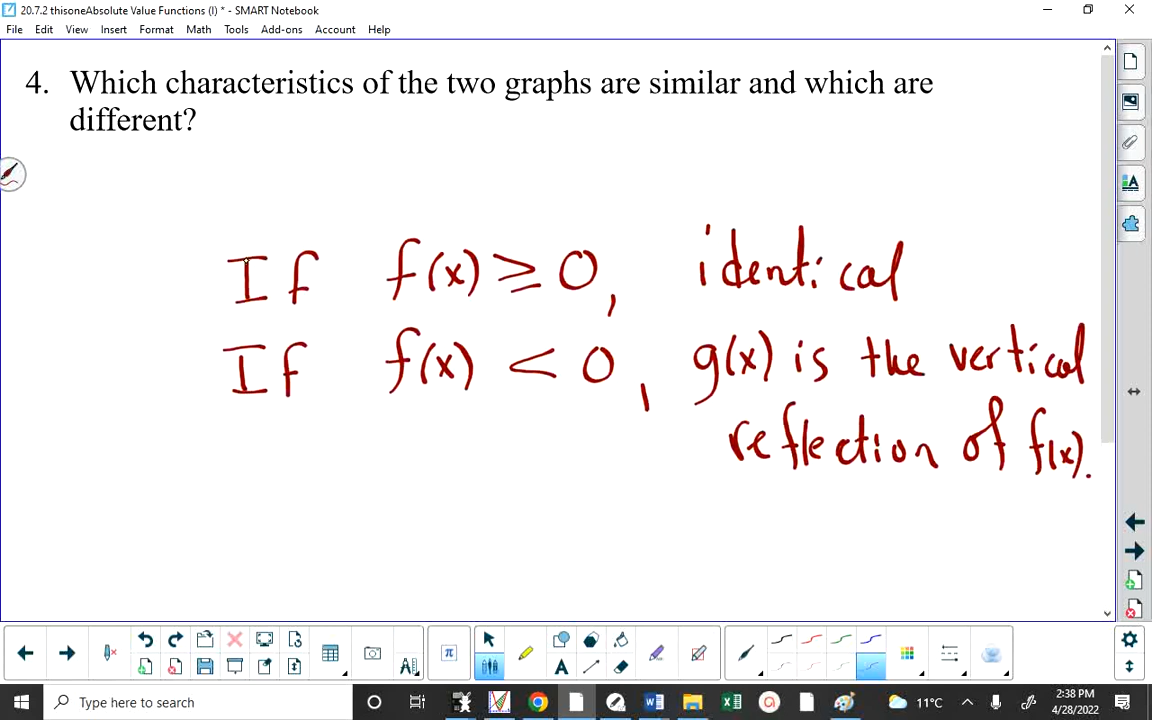 20.7.2 thisoneAbsolute Value Functions (I) * - SMART Notebook
File Edit View Insert Format Math Tools Add-ons Account Help
4. Which characteristics of the two graphs are similar and which are
different?
If f(x) ≥ 0, identical
If f(x) < 0, g(x) is the vertical
reflection of f(x).
Type here to search
11°C
2:38 PM
4/28/2022